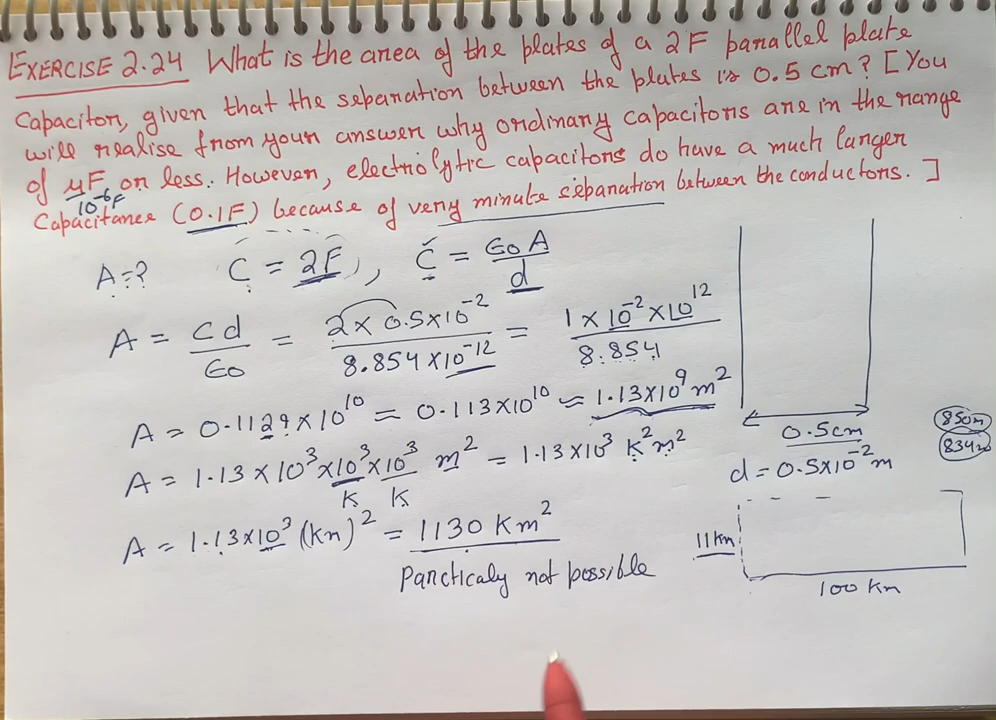 EXERCISE 2.24 What is the area of the plates of a 2F parallel plate
Capacitor, given that the separation between the plates is 0.5 cm? [You
will realise from your answer why ordinary capacitors are in the range
of μF or less. However, electrolytic capacitors do have a much larger
10⁻⁶F
Capacitance (0.1F) because of very minute separation between the conductors.]
A=? C = 2F, C = ε₀A/d
A = Cd/ε₀ = 2×0.5×10⁻²/8.854×10⁻¹² = 1×10⁻²×10¹²/8.854
A = 0.1129×10¹⁰ = 0.113×10¹⁰ = 1.13×10⁹ m²
0.5cm
850m
834m
A = 1.13×10³×10³×10³ m² = 1.13×10³ K²m²
K K
d = 0.5×10⁻² m
A = 1.13×10³ (Km)² = 1130 Km²
11 Km
100 Km
Parcticaly not possible